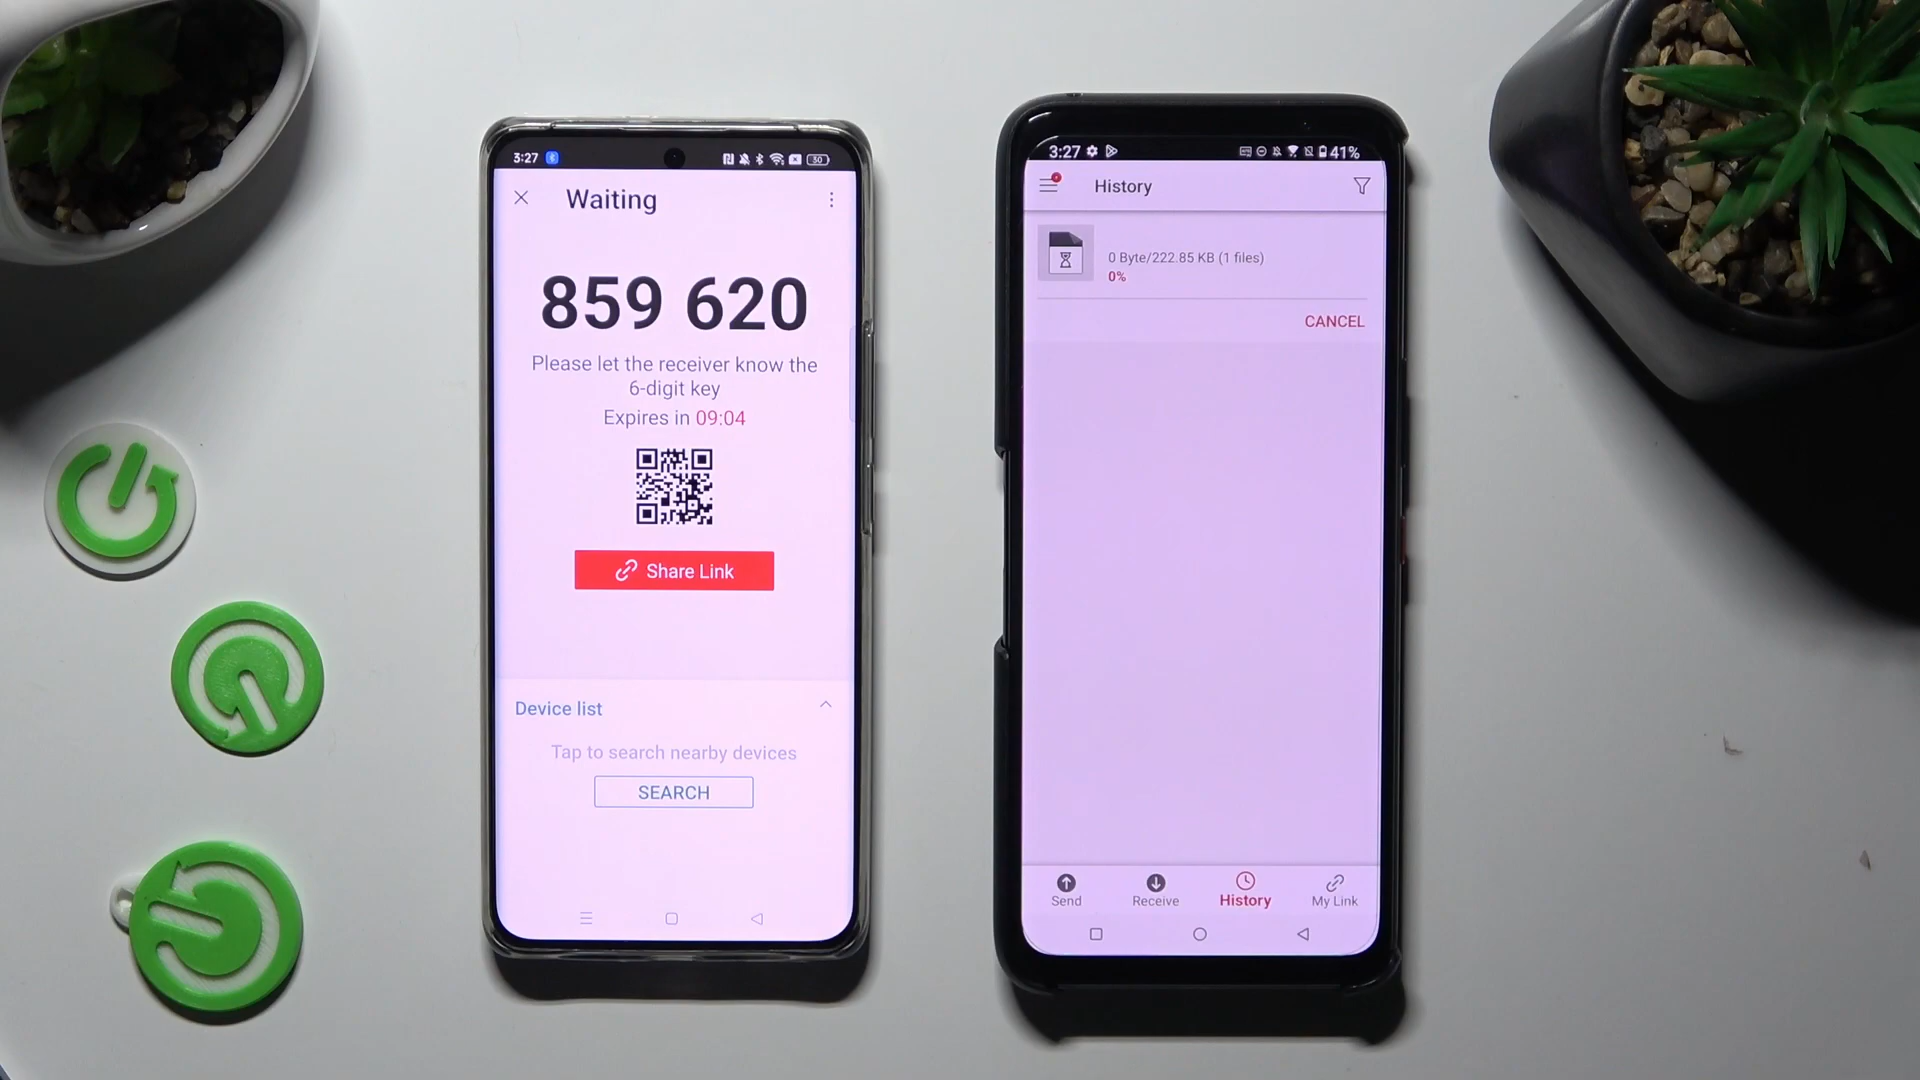 3:27
30
Waiting
859 620
Please let the receiver know the
6-digit key
Expires in 09:04
Share Link
Device list
Tap to search nearby devices
SEARCH
3:27
41%
History
0 Byte/222.85 KB (1 files)
0%
CANCEL
Send
Receive
History
My Link